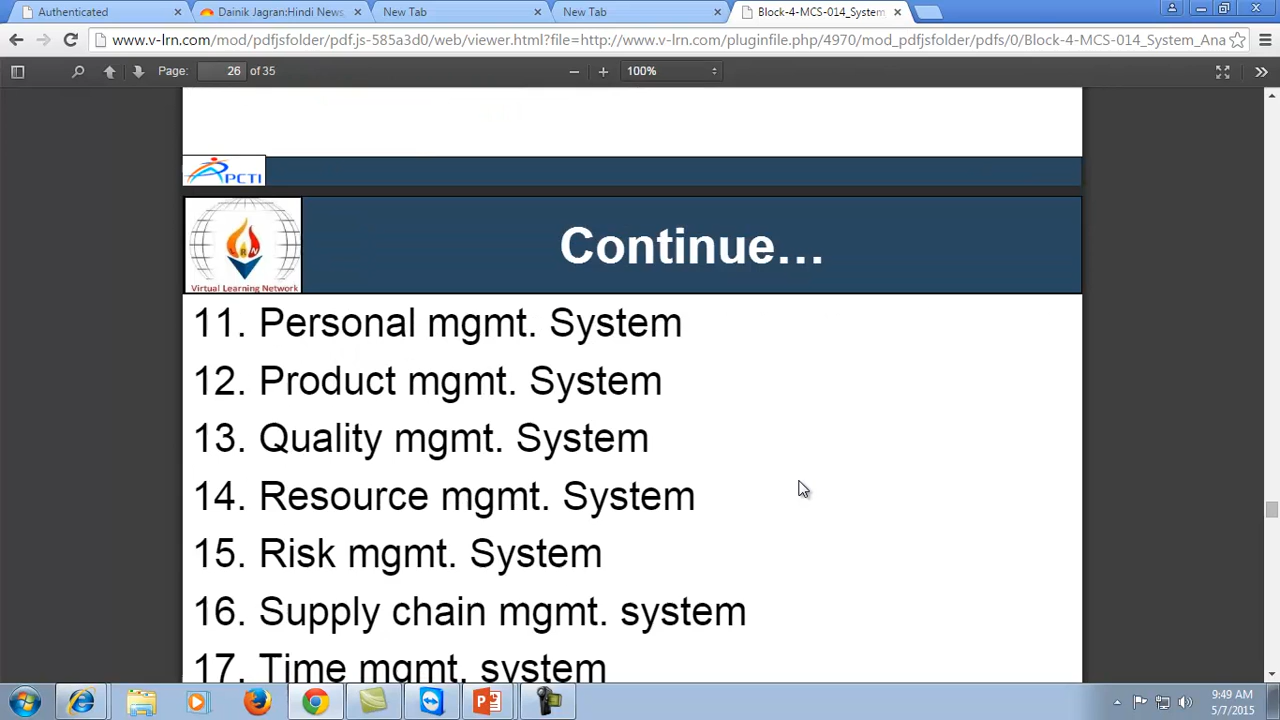 Authenticated
Dainik Jagran:Hindi News,
New Tab
New Tab
Block-4-MCS-014_System
www.v-lrn.com/mod/pdfjsfolder/pdf.js-585a3d0/web/viewer.html?file=http://www.v-lrn.com/pluginfile.php/4970/mod_pdfjsfolder/pdfs/0/Block-4-MCS-014_System_Ana
Page: 26 of 35
100%
PCTI
Continue…
Virtual Learning Network
11. Personal mgmt. System
12. Product mgmt. System
13. Quality mgmt. System
14. Resource mgmt. System
15. Risk mgmt. System
16. Supply chain mgmt. system
17. Time mgmt. system
9:49 AM
5/7/2015